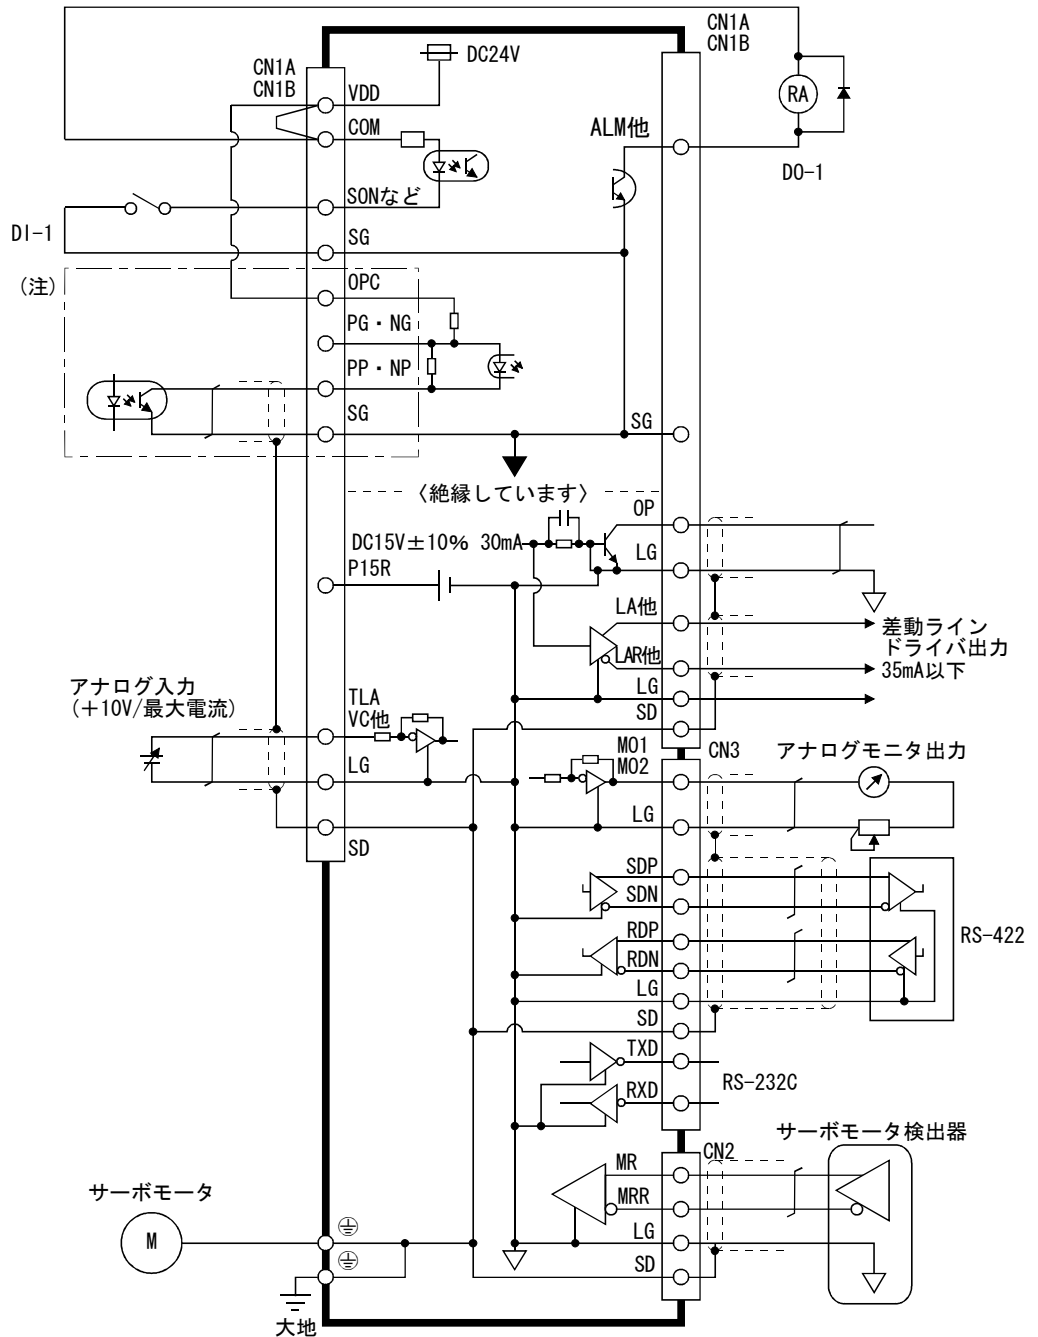 CN1A
CN1B
DC24V
CN1A
CN1B
VDD
COM
RA
ALM他
DO-1
SONなど
DI-1
SG
(注)
OPC
PG・NG
PP・NP
SG
SG
〈絶縁しています〉
OP
DC15V±10% 30mA
LG
P15R
LA他
差動ライン
ドライバ出力
35mA以下
LAR他
LG
SD
アナログ入力
(+10V/最大電流)
TLA
VC他
LG
SD
MO1
MO2
CN3
アナログモニタ出力
LG
SDP
SDN
RDP
RDN
RS-422
LG
SD
TXD
RXD
RS-232C
サーボモータ検出器
CN2
MR
MRR
LG
SD
サーボモータ
M
大地